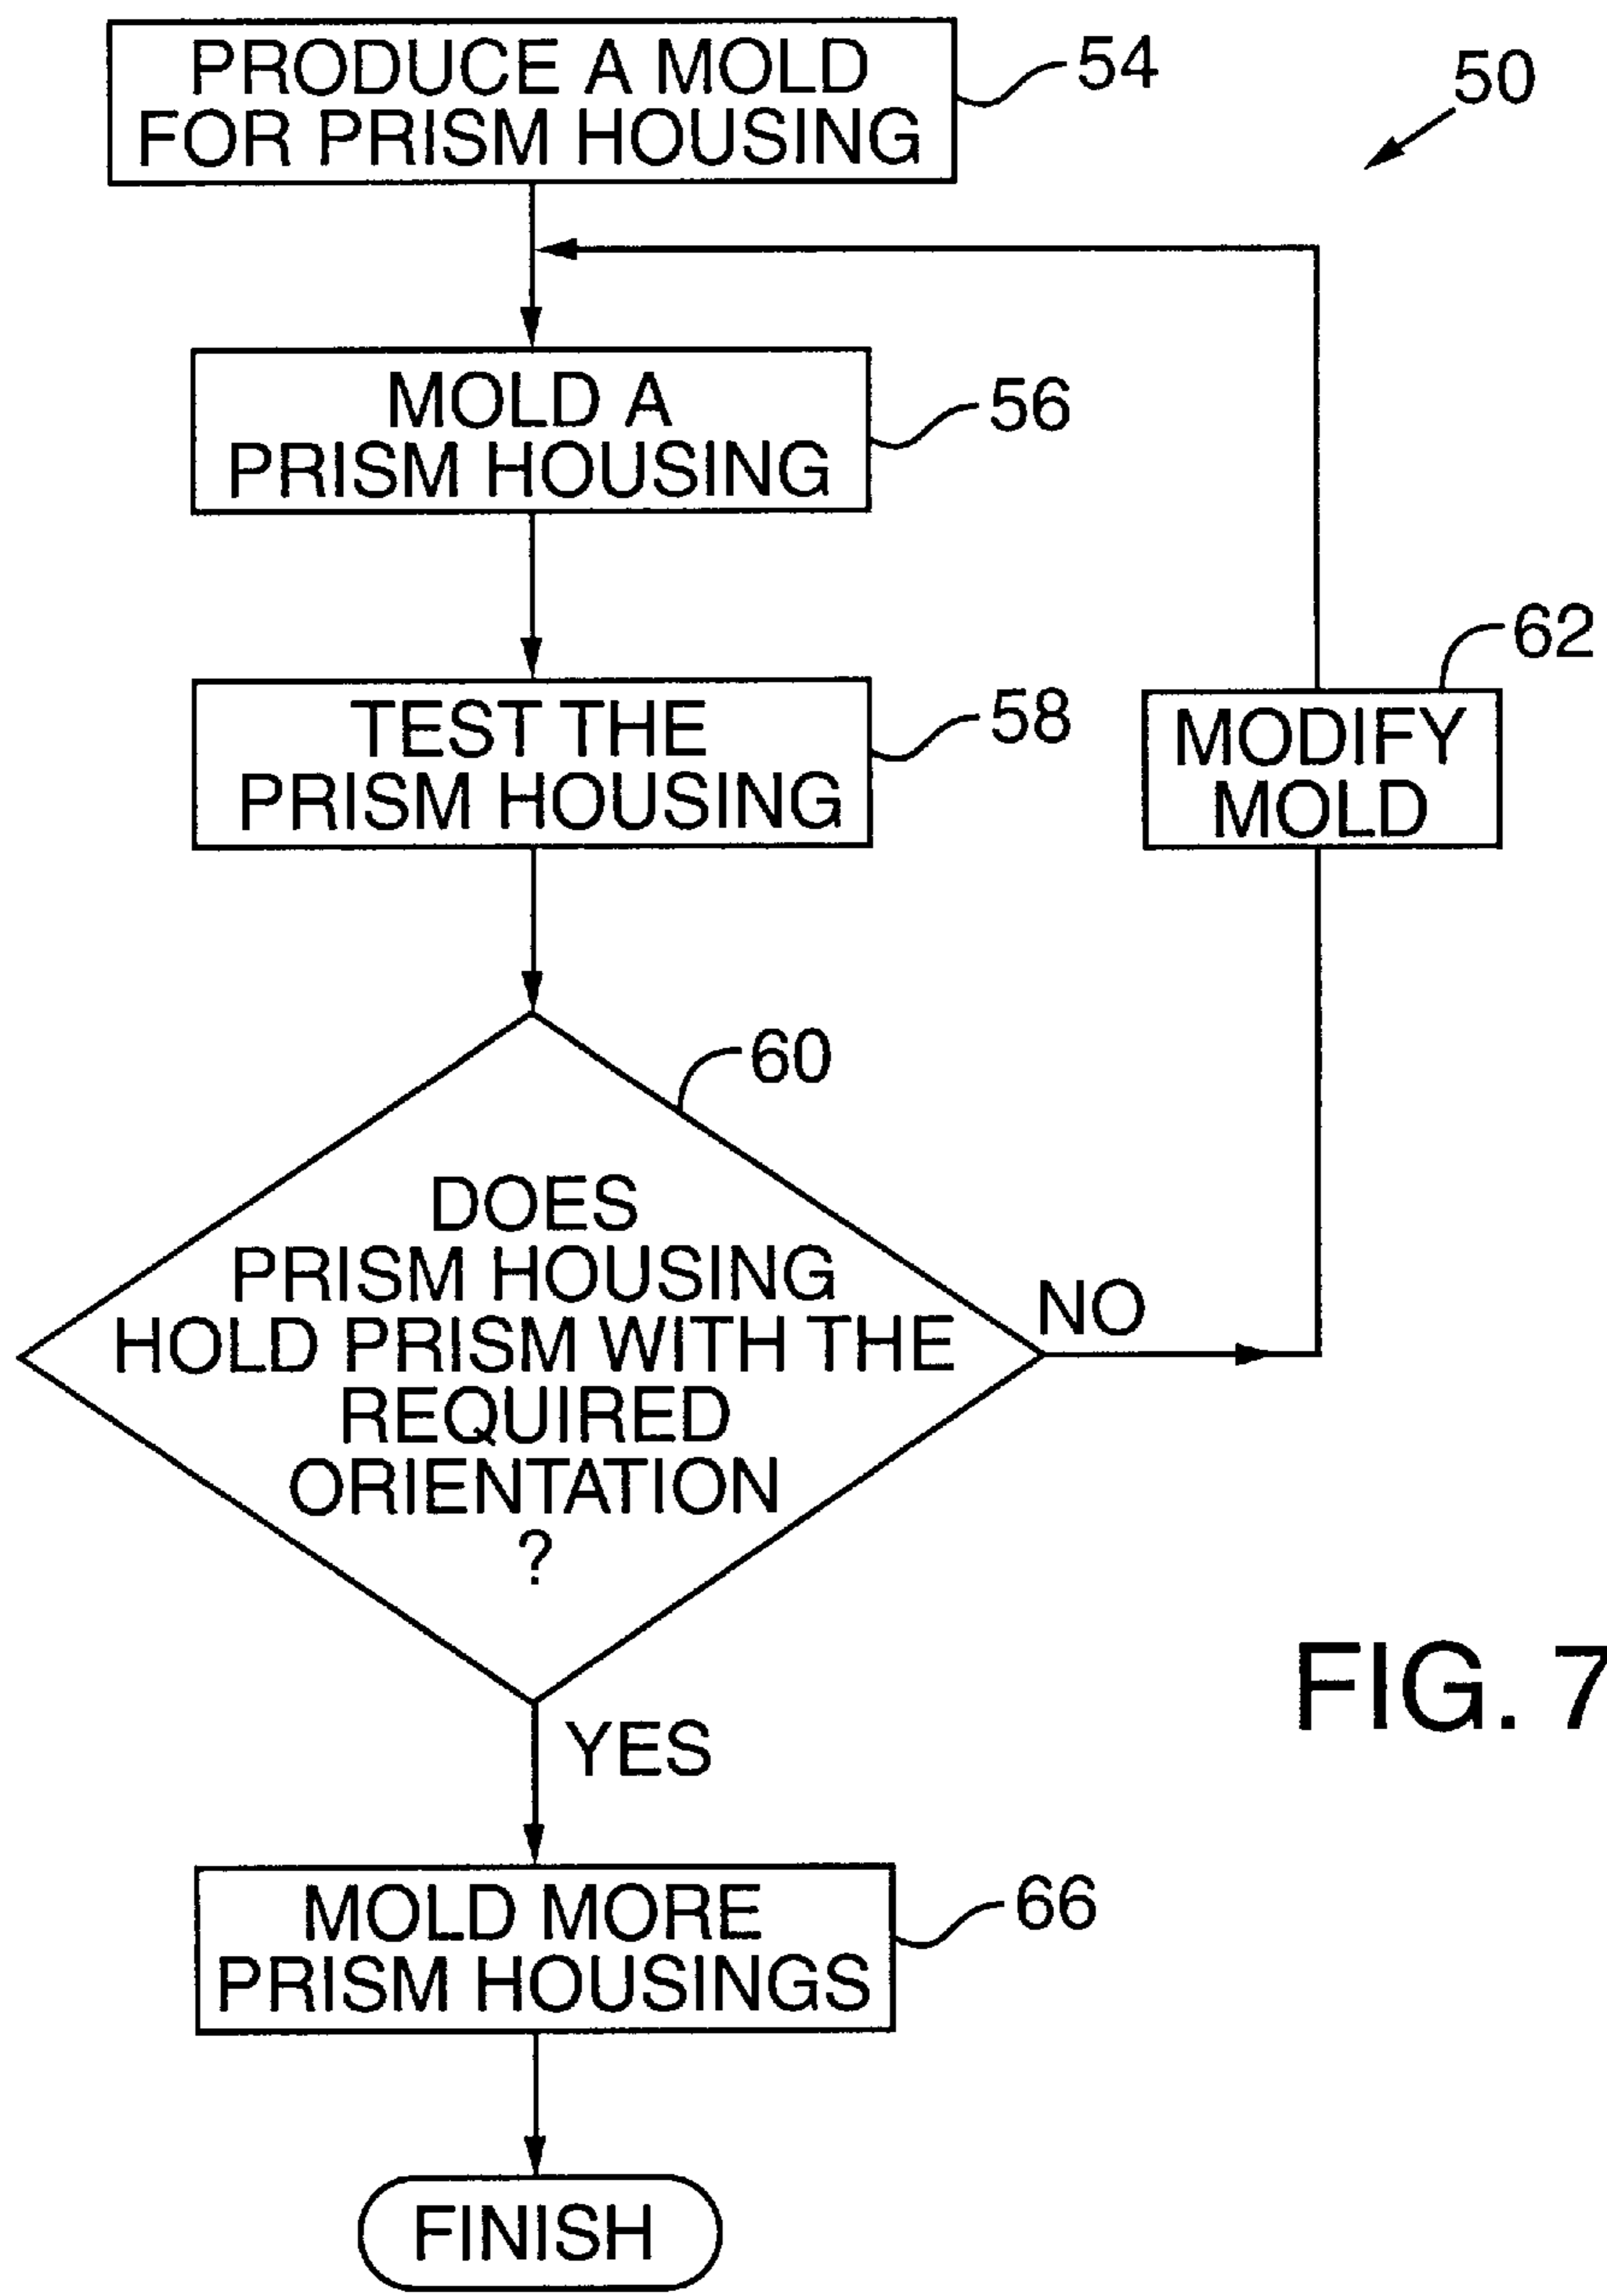 PRODUCE A MOLD
FOR PRISM HOUSING
54
50
MOLD A
PRISM HOUSING
56
TEST THE
PRISM HOUSING
58
62
MODIFY
MOLD
60
DOES
PRISM HOUSING
HOLD PRISM WITH THE
REQUIRED
ORIENTATION
?
NO
YES
FIG. 7
MOLD MORE
PRISM HOUSINGS
66
FINISH